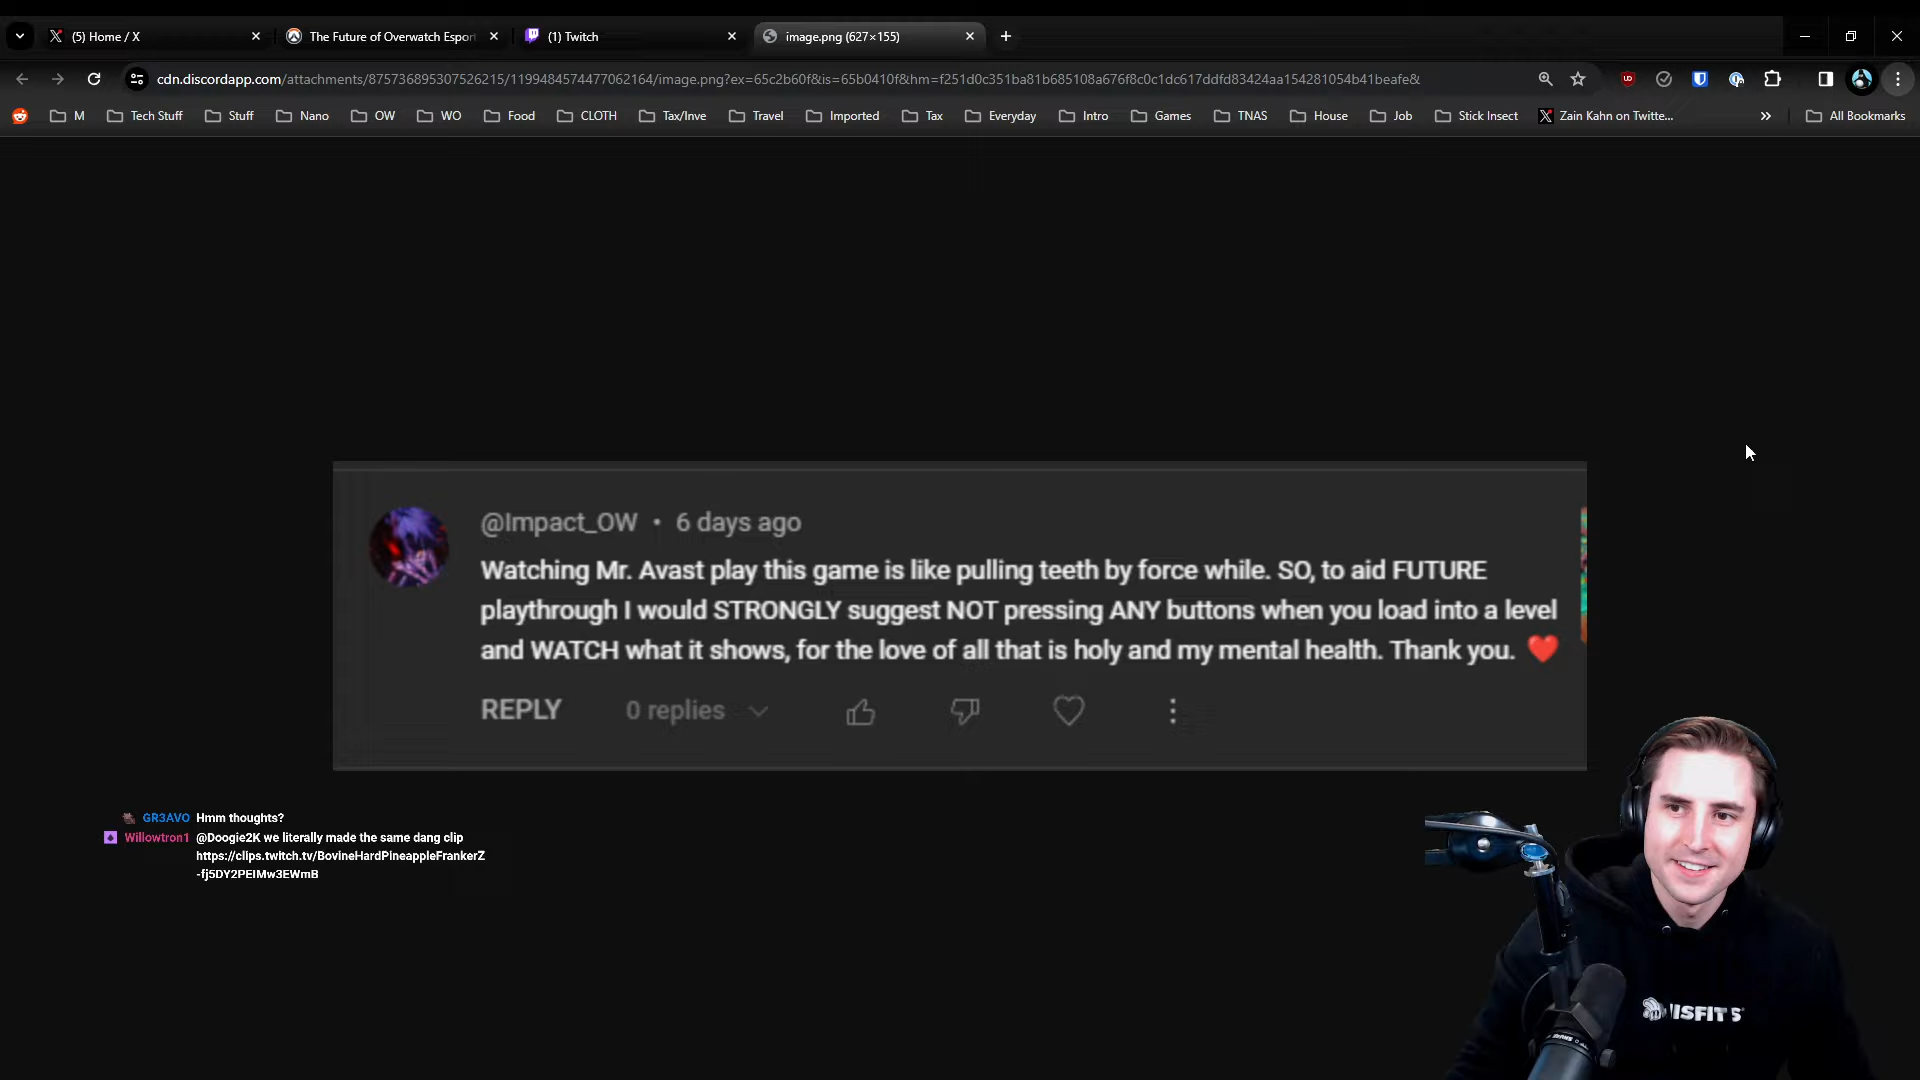 (5) Home / X
The Future of Overwatch Esport
(1) Twitch
image.png (627×155)
cdn.discordapp.com/attachments/875736895307526215/1199484574477062164/image.png?ex=65c2b60f&is=65b0410f&hm=f251d0c351ba81b685108a676f8c0c1dc617ddfd83424aa154281054b41beafe&
M
Tech Stuff
Stuff
Nano
OW
WO
Food
CLOTH
Tax/Inve
Travel
Imported
Tax
Everyday
Intro
Games
TNAS
House
Job
Stick Insect
Zain Kahn on Twitte...
All Bookmarks
@Impact_OW • 6 days ago
Watching Mr. Avast play this game is like pulling teeth by force while. SO, to aid FUTURE
playthrough I would STRONGLY suggest NOT pressing ANY buttons when you load into a level
and WATCH what it shows, for the love of all that is holy and my mental health. Thank you. ❤️
REPLY 0 replies
GR3AVO Hmm thoughts?
Willowtron1 @Doogie2K we literally made the same dang clip
https://clips.twitch.tv/BovineHardPineappleFrankerZ
-fj5DY2PEIMw3EWmB